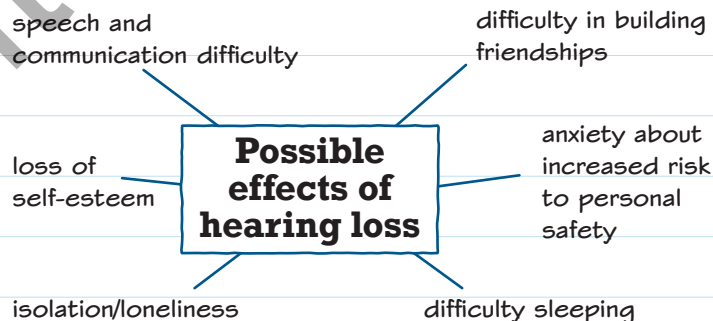 speech and
communication difficulty
difficulty in building
friendships
loss of
self-esteem
Possible
effects of
hearing loss
anxiety about
increased risk
to personal
safety
isolation/loneliness
difficulty sleeping